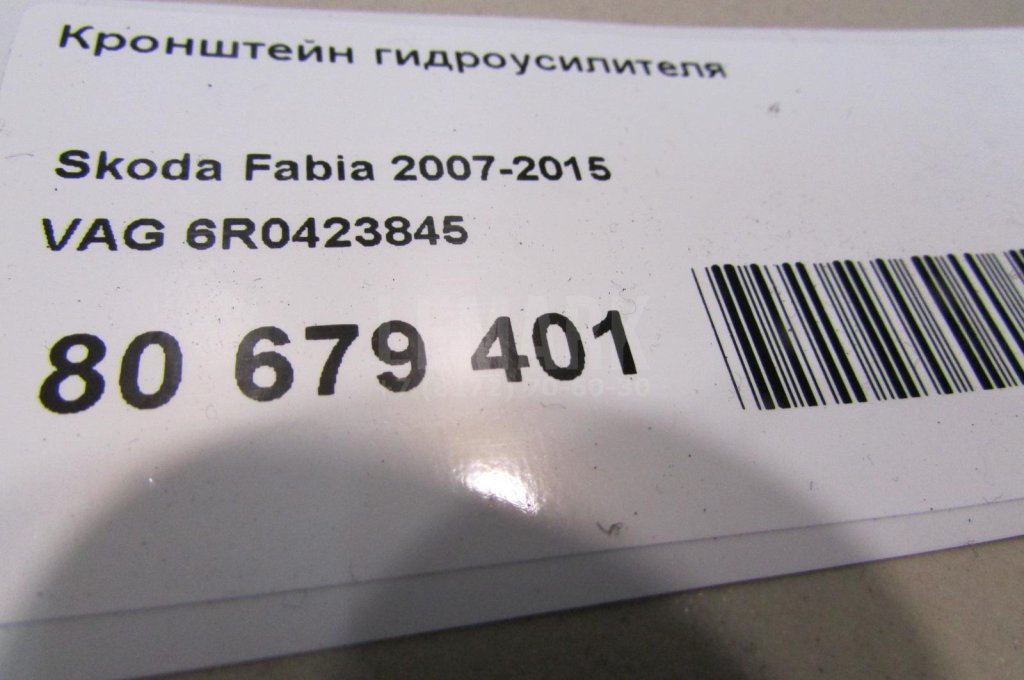 Кронштейн гидроусилителя
Skoda Fabia 2007-2015
VAG 6R0423845
80 679 401